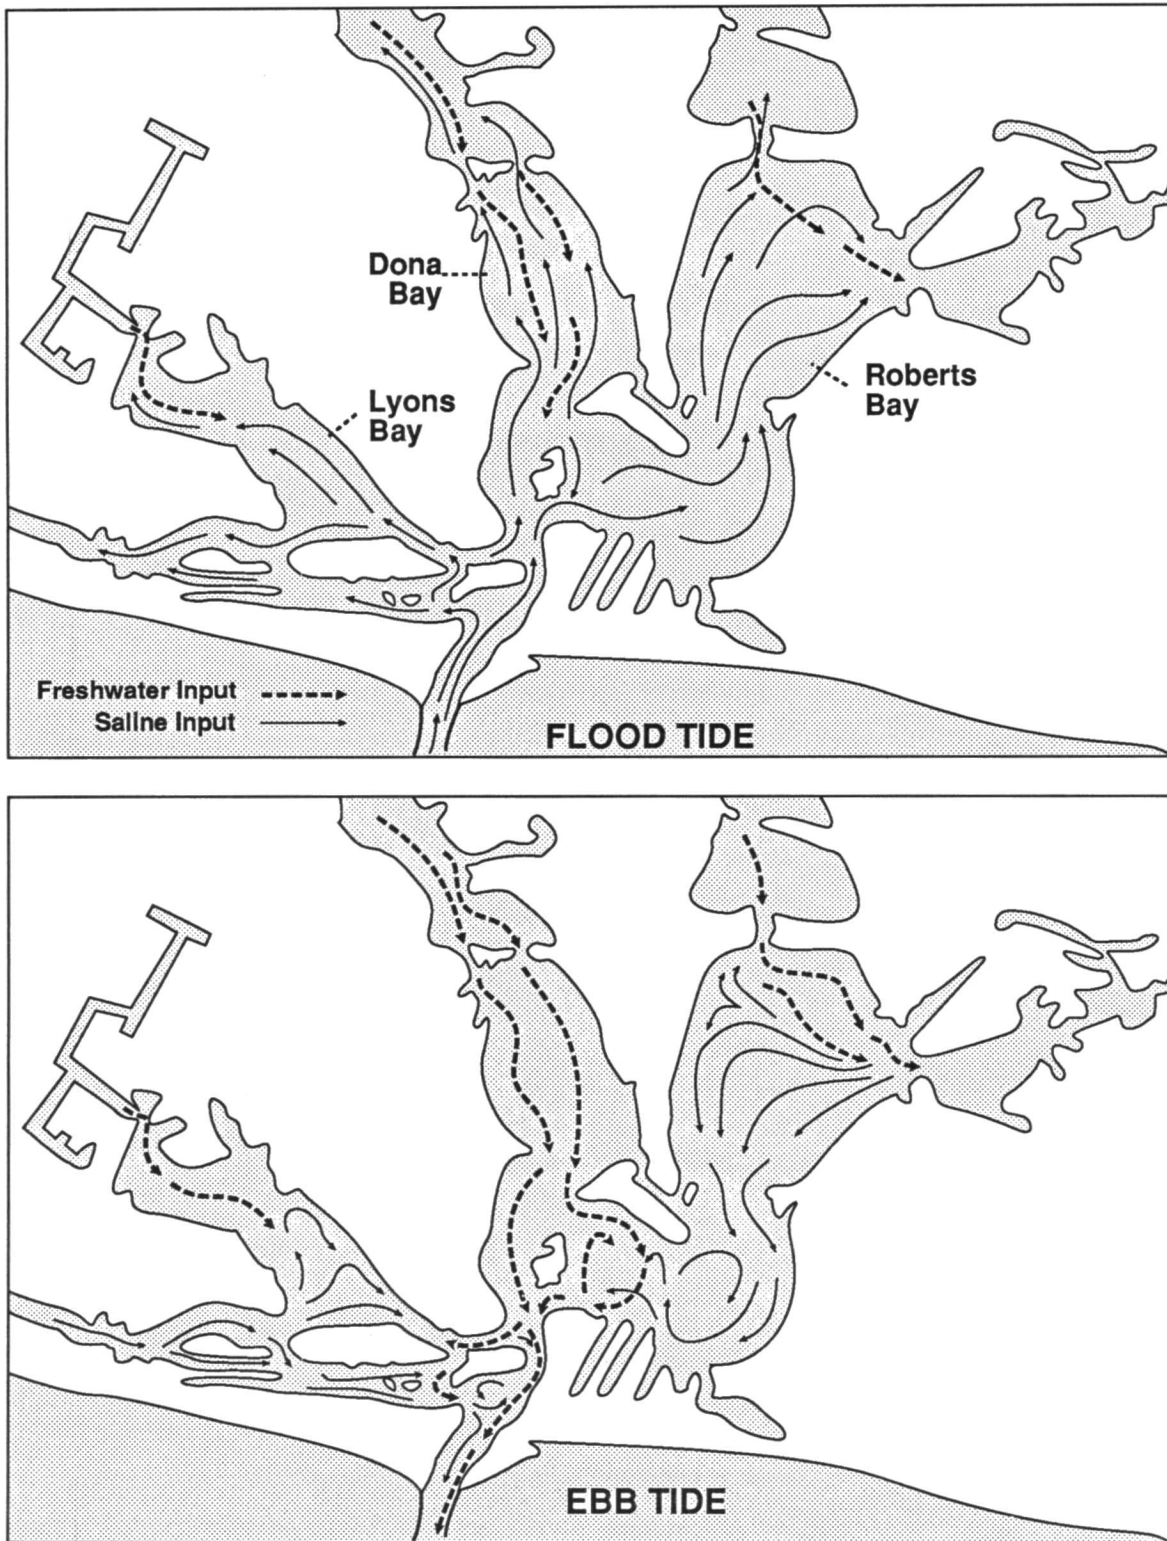 Dona
Bay
Lyons
Bay
Roberts
Bay
Freshwater Input
Saline Input
FLOOD TIDE
EBB TIDE